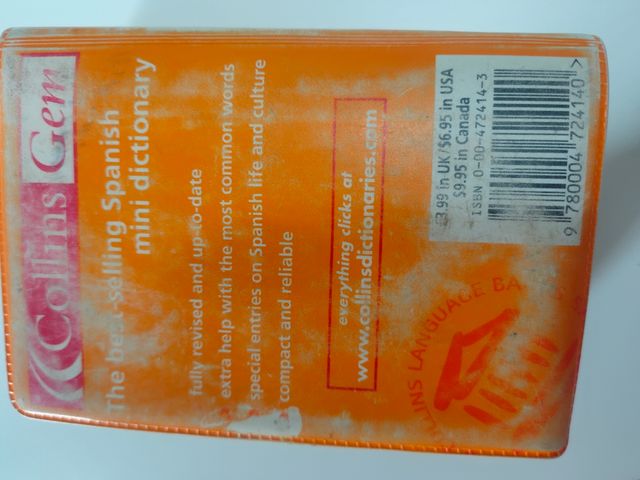 Collins Gem
The best-selling Spanish
mini dictionary
fully revised and up-to-date
extra help with the most common words
special entries on Spanish life and culture
compact and reliable
everything clicks at
www.collinsdictionaries.com
£3.99 in UK/$6.95 in USA
$9.95 in Canada
ISBN 0-00-472414-3
9 780004 724140 >
COLLINS LANGUAGE